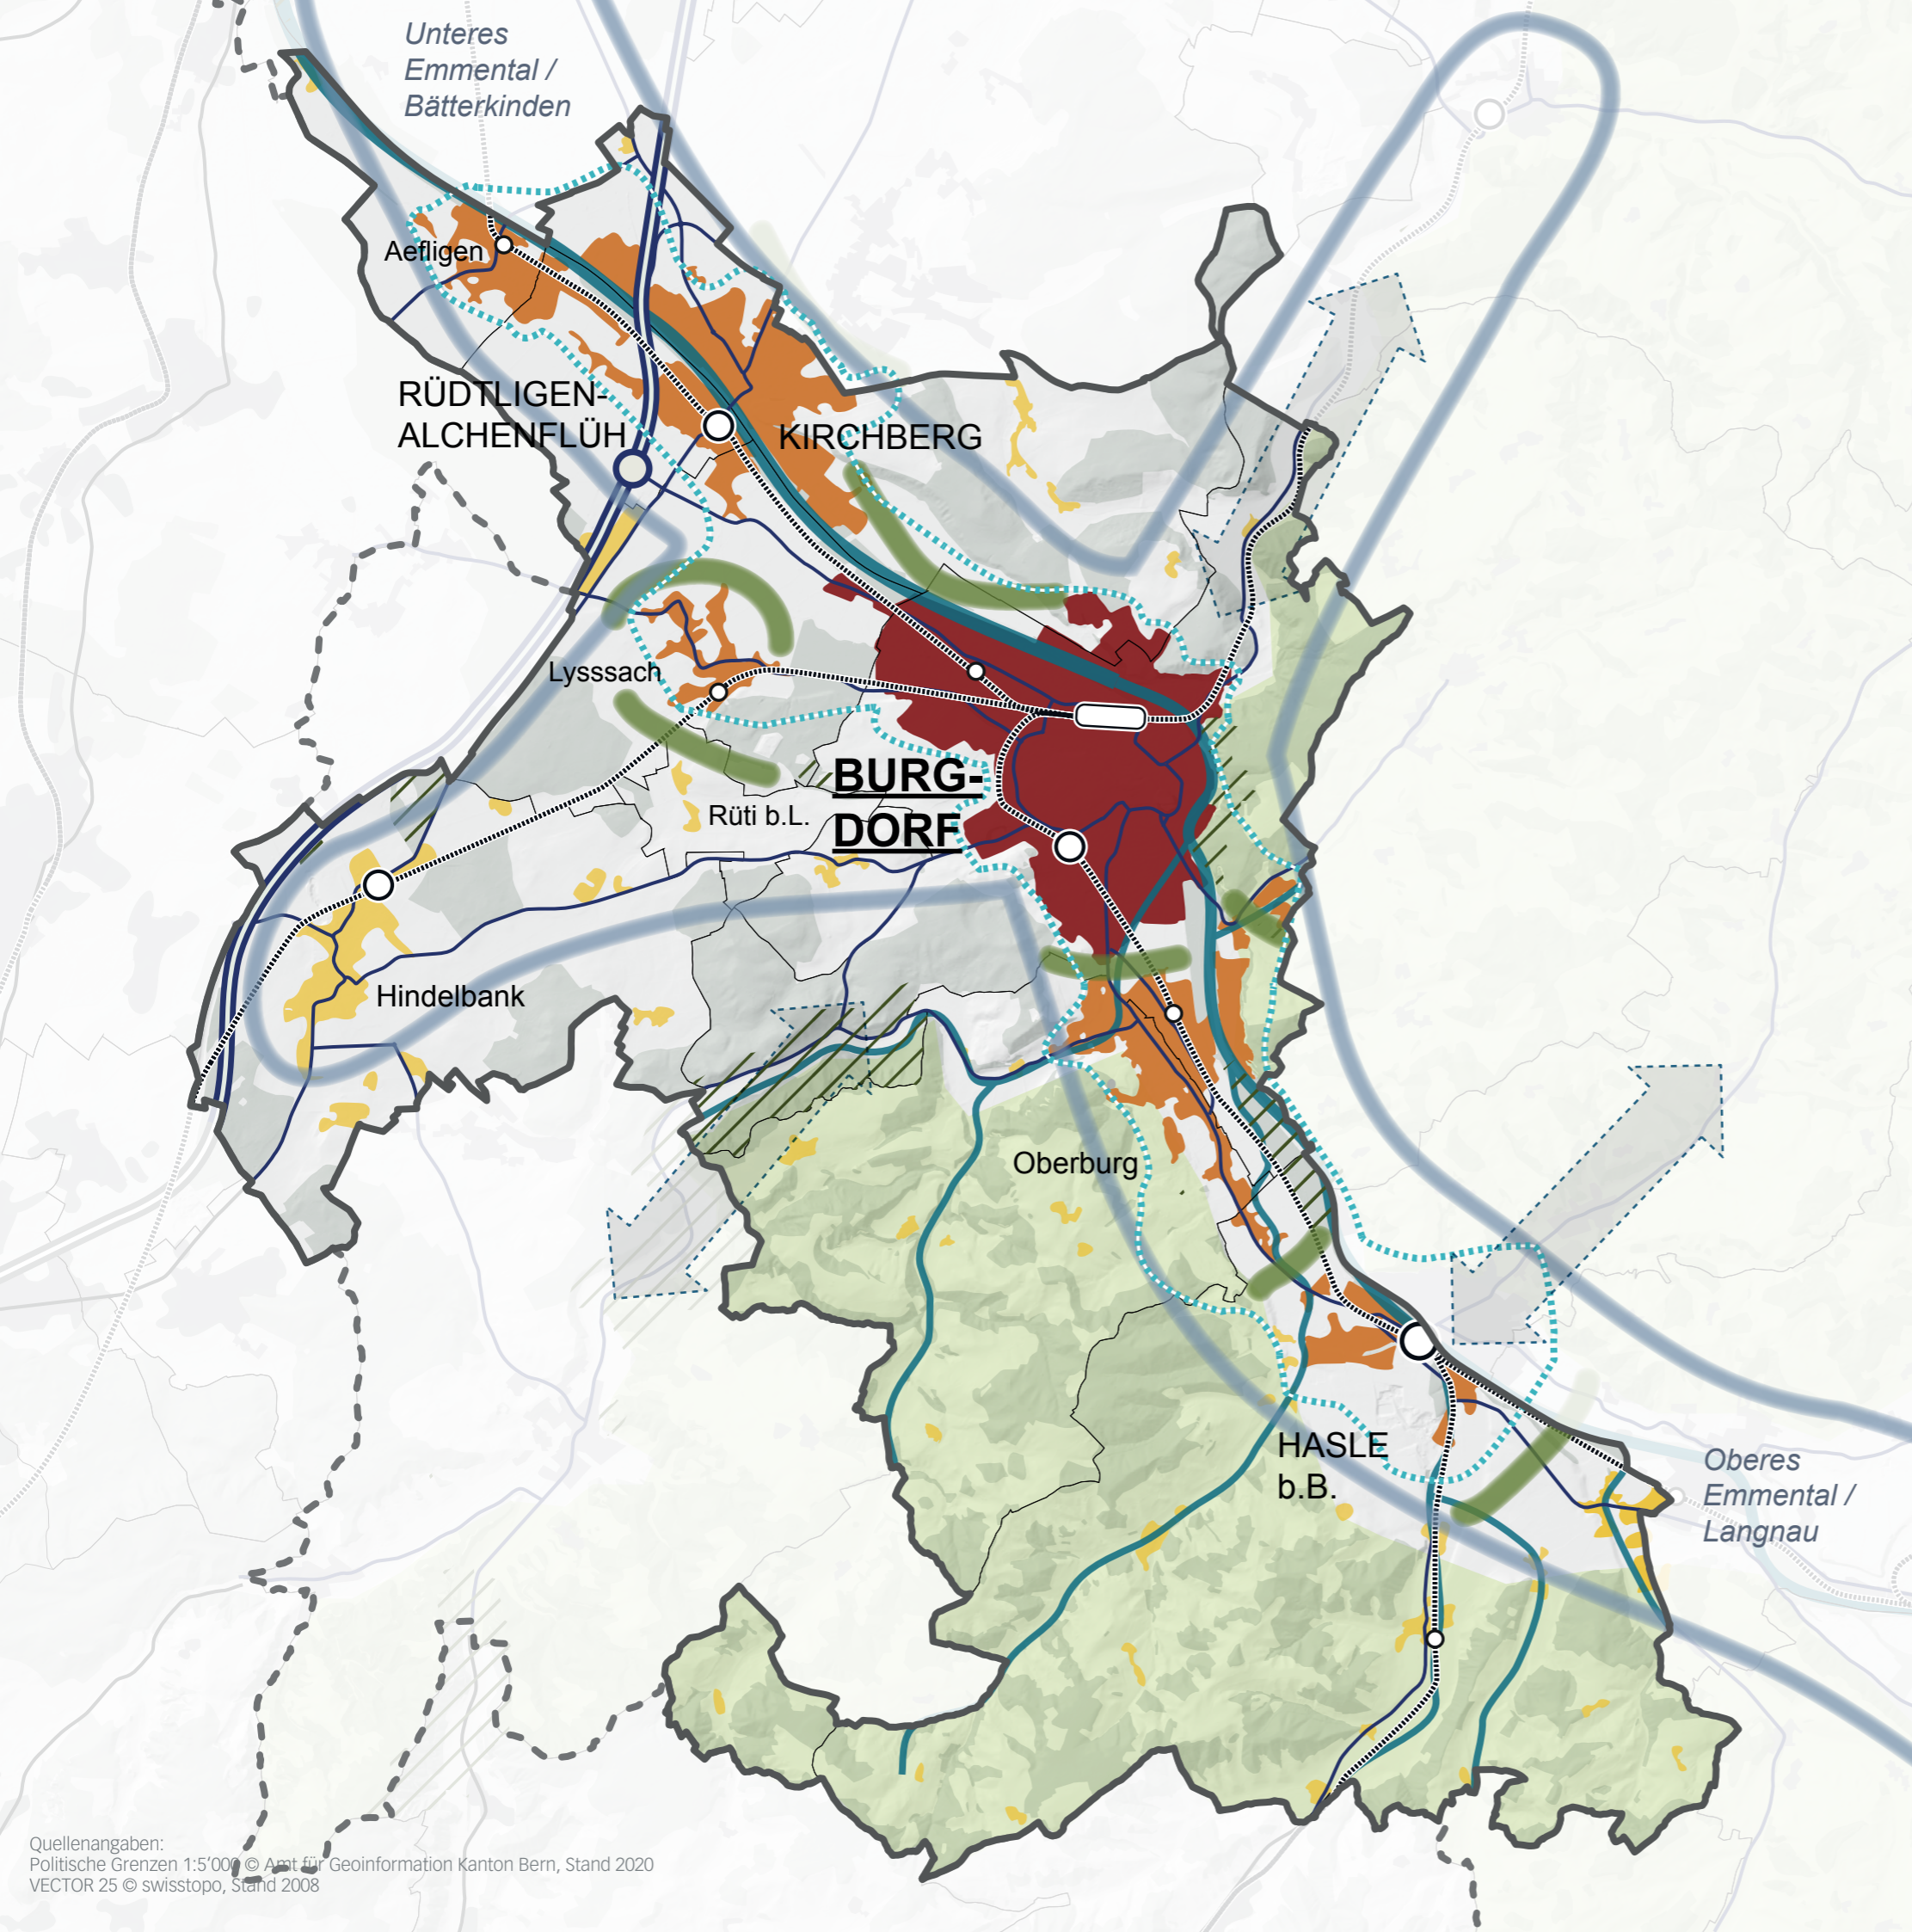 Unteres
Emmental /
Bätterkinden
Aefligen
RÜDTLIGEN-
ALCHENFLÜH
KIRCHBERG
Lysssach
BURG-
DORF
Rüti b.L.
Hindelbank
Oberburg
HASLE
b.B.
Oberes
Emmental /
Langnau
Quellenangaben:
Politische Grenzen 1:5'000 © Amt für Geoinformation Kanton Bern, Stand 2020
VECTOR 25 © swisstopo, Stand 2008